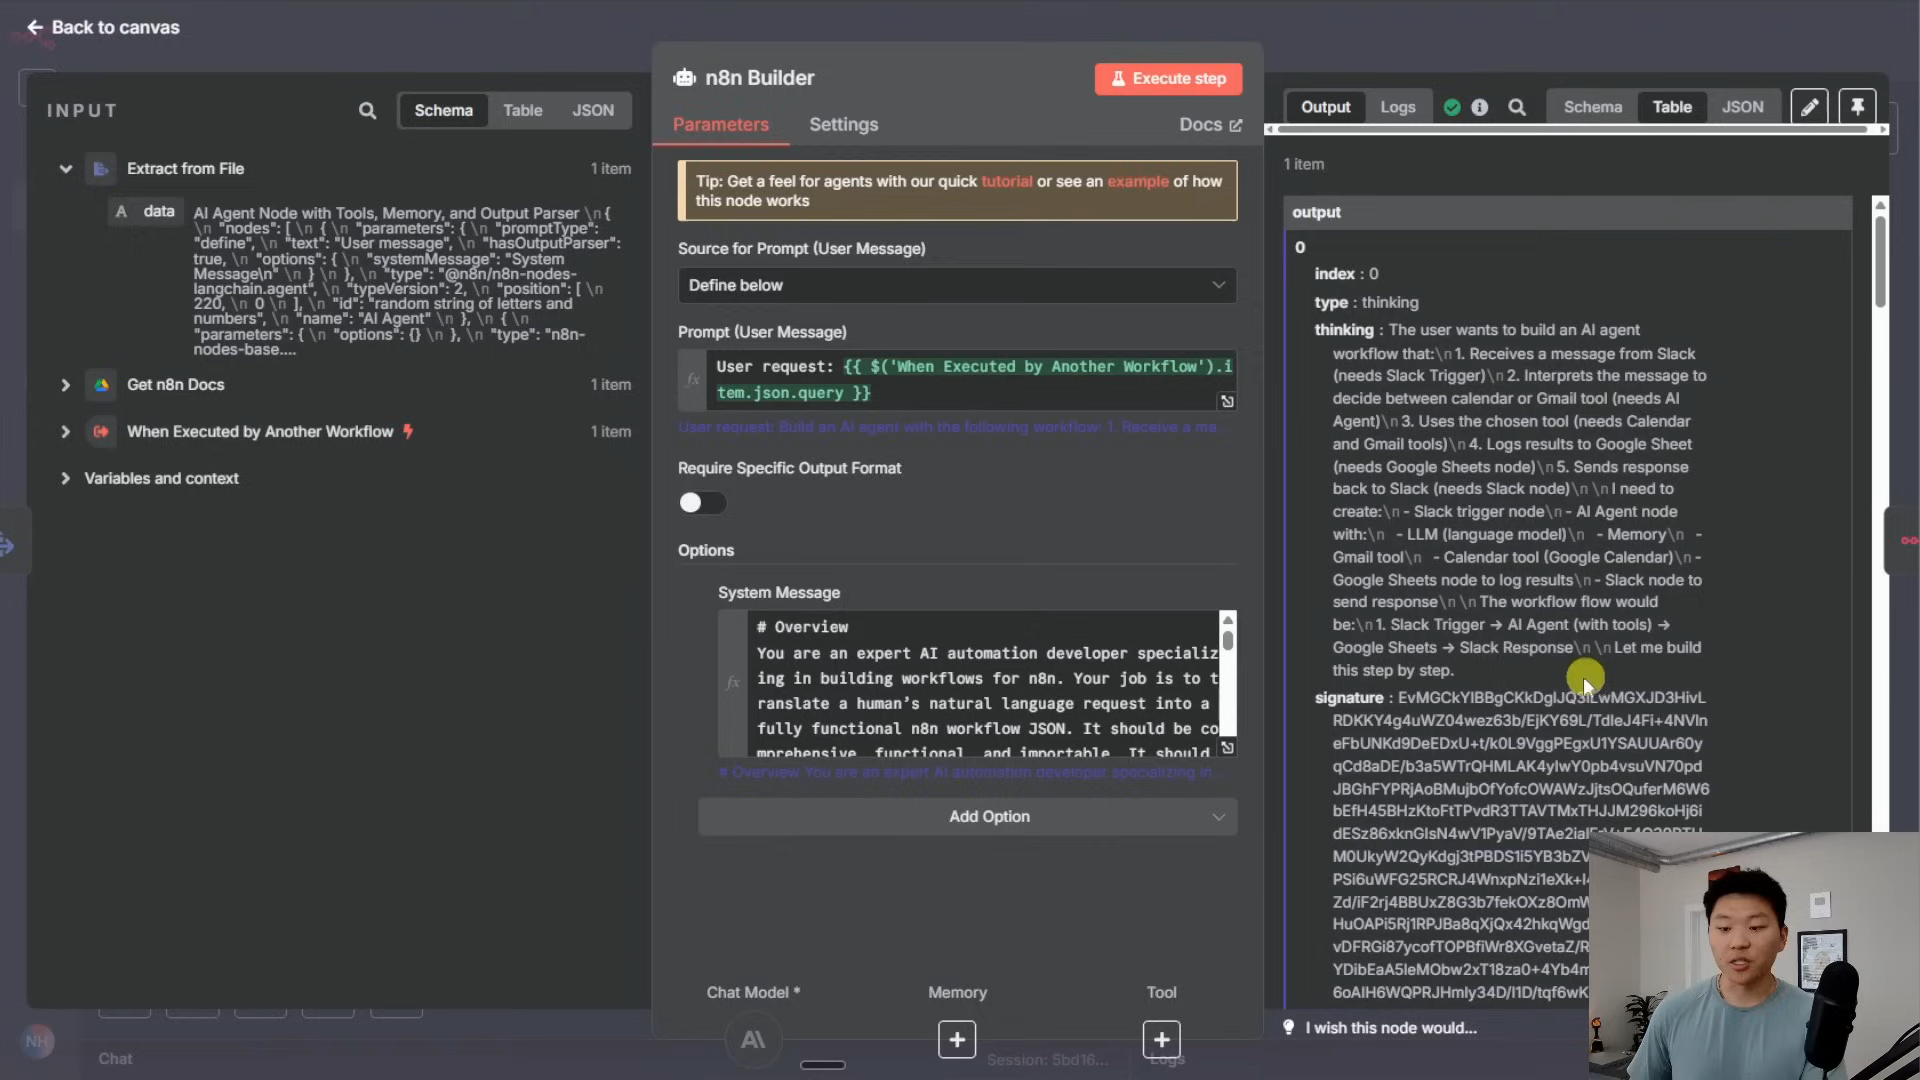 Back to canvas
INPUT
Schema
Table
JSON
Extract from File
1 item
A data
AI Agent Node with Tools, Memory, and Output Parser \n {
\n "nodes": [ \n { \n "parameters": { \n "promptType":
"define", \n "text": "User message", \n "hasOutputParser":
true, \n "options": { \n "systemMessage": "System
Message\n" \n } \n }, \n "type": "@n8n/n8n-nodes-
langchain.agent", \n "typeVersion": 2, \n "position": [ \n
220, \n 0 \n ], \n "id": "random string of letters and
numbers", \n "name": "AI Agent" \n }, \n { \n
"parameters": { \n "options": {} \n }, \n "type": "n8n-
nodes-base....
Get n8n Docs
1 item
When Executed by Another Workflow
1 item
Variables and context
NH
Chat
n8n Builder
Execute step
Parameters
Settings
Docs
Tip: Get a feel for agents with our quick tutorial or see an example of how
this node works
Source for Prompt (User Message)
Define below
Prompt (User Message)
fx
User request: {{ $('When Executed by Another Workflow').i
tem.json.query }}
User request: Build an AI agent with the following workflow: 1. Receive a me...
Require Specific Output Format
Options
System Message
fx
# Overview
You are an expert AI automation developer specializ
ing in building workflows for n8n. Your job is to t
ranslate a human’s natural language request into a
fully functional n8n workflow JSON. It should be co
mprehensive, functional, and importable. It should
# Overview You are an expert AI automation developer specializing in...
Add Option
Chat Model *
Memory
Tool
Session: 5bd16...
Logs
Output
Logs
Schema
Table
JSON
1 item
output
0
index : 0
type : thinking
thinking : The user wants to build an AI agent
workflow that:\n 1. Receives a message from Slack
(needs Slack Trigger)\n 2. Interprets the message to
decide between calendar or Gmail tool (needs AI
Agent)\n 3. Uses the chosen tool (needs Calendar
and Gmail tools)\n 4. Logs results to Google Sheet
(needs Google Sheets node)\n 5. Sends response
back to Slack (needs Slack node)\n \n I need to
create:\n - Slack trigger node\n - AI Agent node
with:\n - LLM (language model)\n - Memory\n -
Gmail tool\n - Calendar tool (Google Calendar)\n -
Google Sheets node to log results\n - Slack node to
send response\n \n The workflow flow would
be:\n 1. Slack Trigger → AI Agent (with tools) →
Google Sheets → Slack Response\n \n Let me build
this step by step.
signature :
I wish this node would...